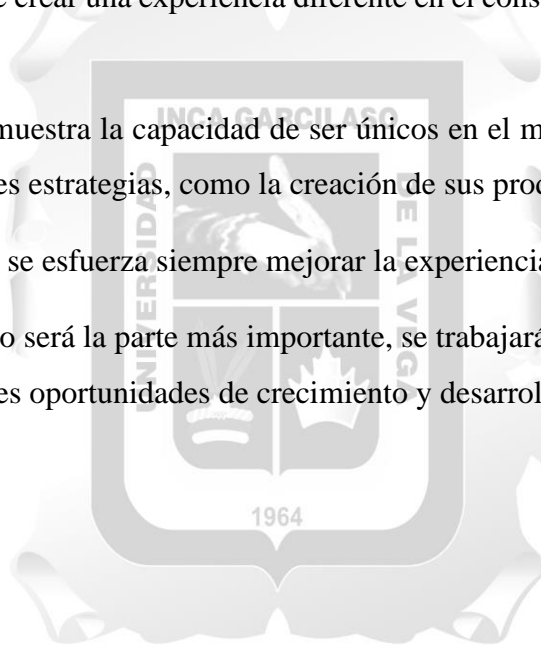 crear una experiencia diferente en el cons
INCA GARCILASO
muestra la capacidad de ser únicos en el m
es estrategias, como la creación de sus prod
UNIVERSIDAD
DE LA VEGA
se esfuerza siempre mejorar la experiencia
o será la parte más importante, se trabajará
es oportunidades de crecimiento y desarrol
1964